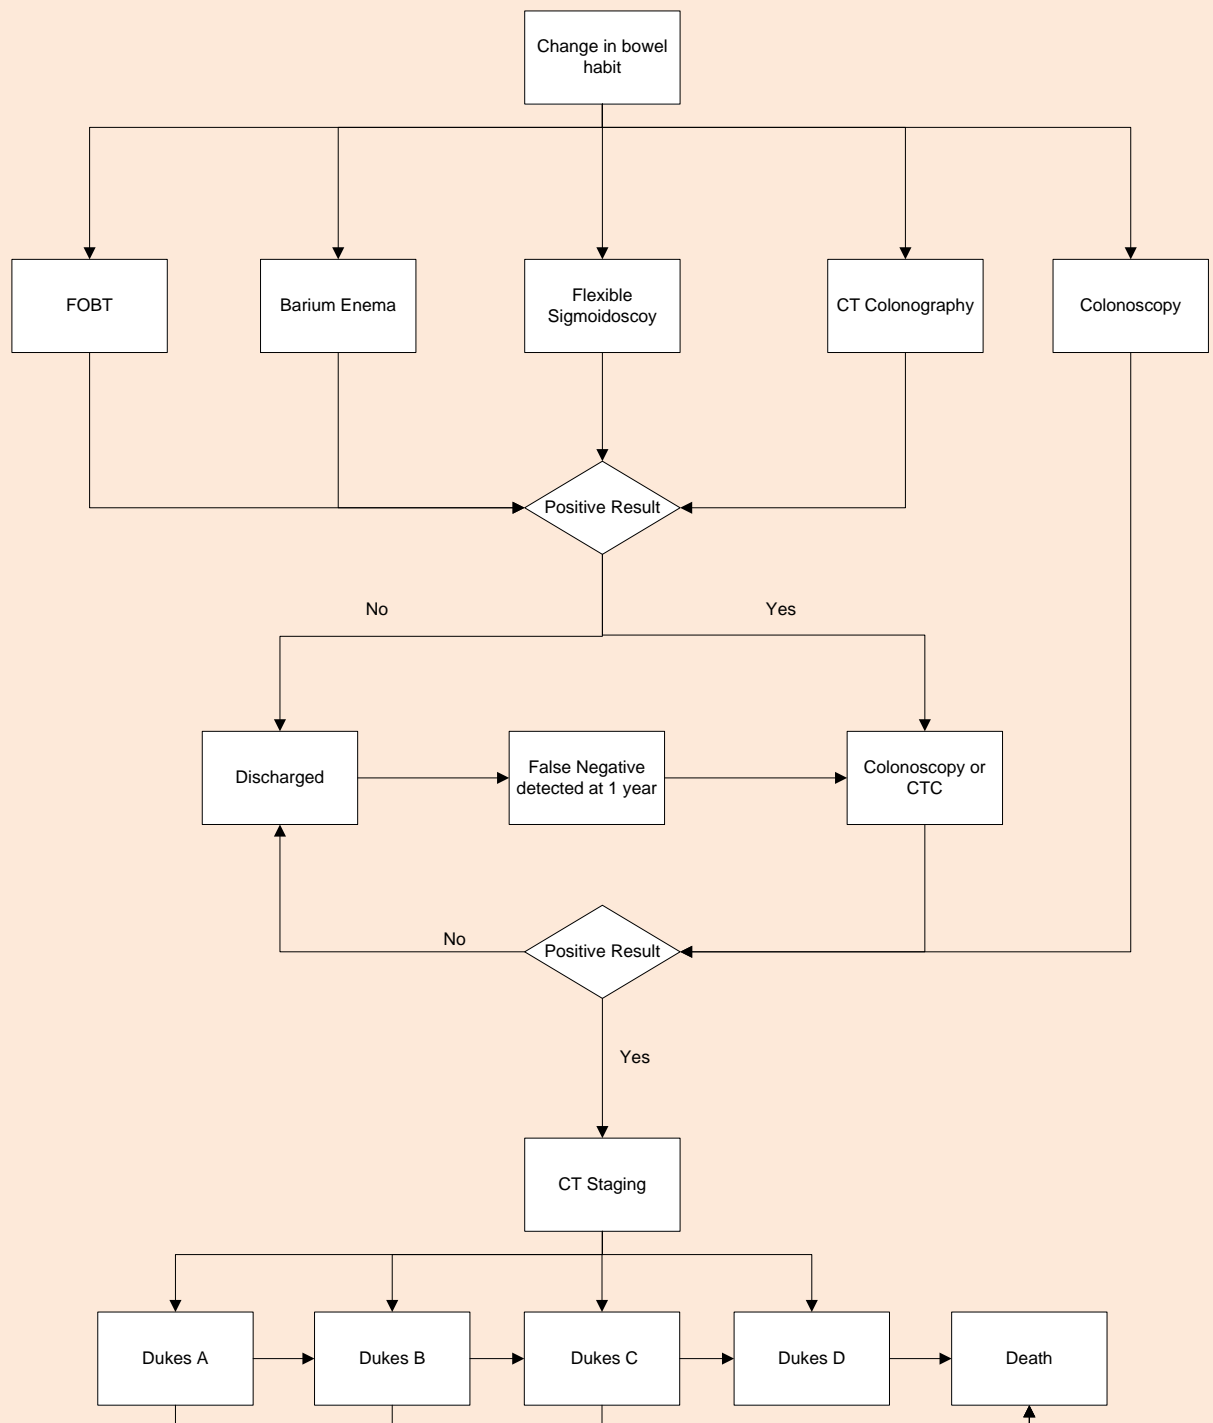 Change in bowel
habit
FOBT
Barium Enema
Flexible
Sigmoidoscoy
CT Colonography
Colonoscopy
Positive Result
No
Yes
Discharged
False Negative
detected at 1 year
Colonoscopy or
CTC
No
Positive Result
Yes
CT Staging
Dukes A
Dukes B
Dukes C
Dukes D
Death